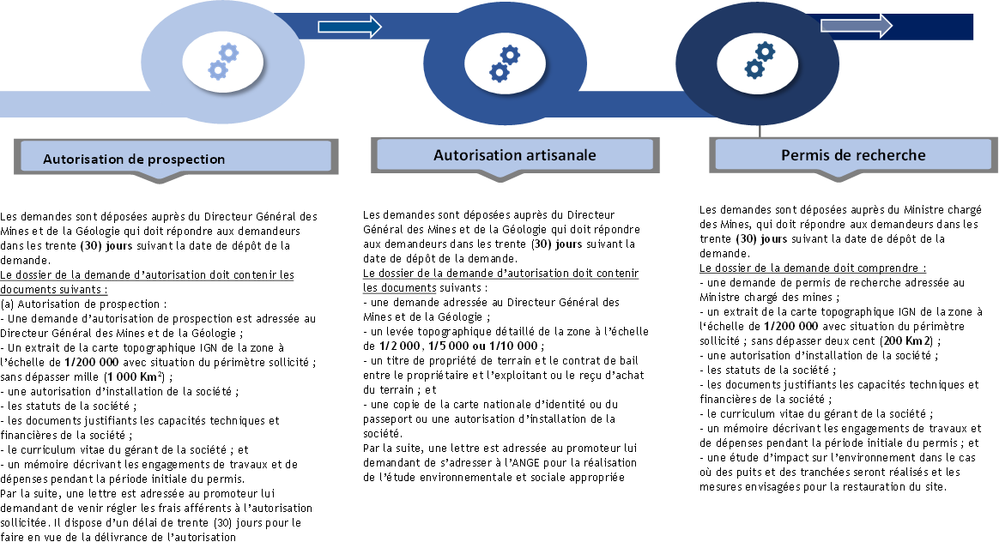 Autorisation de prospection
Les demandes sont déposées auprès du Directeur Général des
Mines et de la Géologie qui doit répondre aux demandeurs
dans les trente (30) jours suivant la date de dépôt de la
demande.
Le dossier de la demande d’autorisation doit contenir les
documents suivants :
(a) Autorisation de prospection :
- Une demande d’autorisation de prospection est adressée au
Directeur Général des Mines et de la Géologie ;
- Un extrait de la carte topographique IGN de la zone à
l’échelle de 1/200 000 avec situation du périmètre sollicité ;
sans dépasser mille (1 000 Km²) ;
- une autorisation d’installation de la société ;
- les statuts de la société ;
- les documents justifiants les capacités techniques et
financières de la société ;
- le curriculum vitae du gérant de la société ; et
- un mémoire décrivant les engagements de travaux et de
dépenses pendant la période initiale du permis.
Par la suite, une lettre est adressée au promoteur lui
demandant de venir régler les frais afférents à l’autorisation
sollicitée. Il dispose d’un délai de trente (30) jours pour le
faire en vue de la délivrance de l’autorisation
Autorisation artisanale
Les demandes sont déposées auprès du Directeur
Général des Mines et de la Géologie qui doit répondre
aux demandeurs dans les trente (30) jours suivant la
date de dépôt de la demande.
Le dossier de la demande d’autorisation doit contenir
les documents suivants :
- une demande adressée au Directeur Général des
Mines et de la Géologie ;
- un levée topographique détaillé de la zone à l’échelle
de 1/2 000 , 1/5 000 ou 1/10 000 ;
- un titre de propriété de terrain et le contrat de bail
entre le propriétaire et l’exploitant ou le reçu d’achat
du terrain ; et
- une copie de la carte nationale d’identité ou du
passeport ou une autorisation d’installation de la
société.
Par la suite, une lettre est adressée au promoteur lui
demandant de s’adresser à l’ANGE pour la réalisation
de l’étude environnementale et sociale appropriée
Permis de recherche
Les demandes sont déposées auprès du Ministre chargé
des Mines, qui doit répondre aux demandeurs dans les
trente (30) jours suivant la date de dépôt de la
demande.
Le dossier de la demande doit comprendre :
- une demande de permis de recherche adressée au
Ministre chargé des mines ;
- un extrait de la carte topographique IGN de la zone à
l‘échelle de 1/200 000 avec situation du périmètre
sollicité ; sans dépasser deux cent (200 Km2) ;
- une autorisation d’installation de la société ;
- les statuts de la société ;
- les documents justifiants les capacités techniques et
financières de la société ;
- le curriculum vitae du gérant de la société ;
- un mémoire décrivant les engagements de travaux et
de dépenses pendant la période initiale du permis ; et
- une étude d’impact sur l’environnement dans le cas
où des puits et des tranchées seront réalisés et les
mesures envisagées pour la restauration du site.